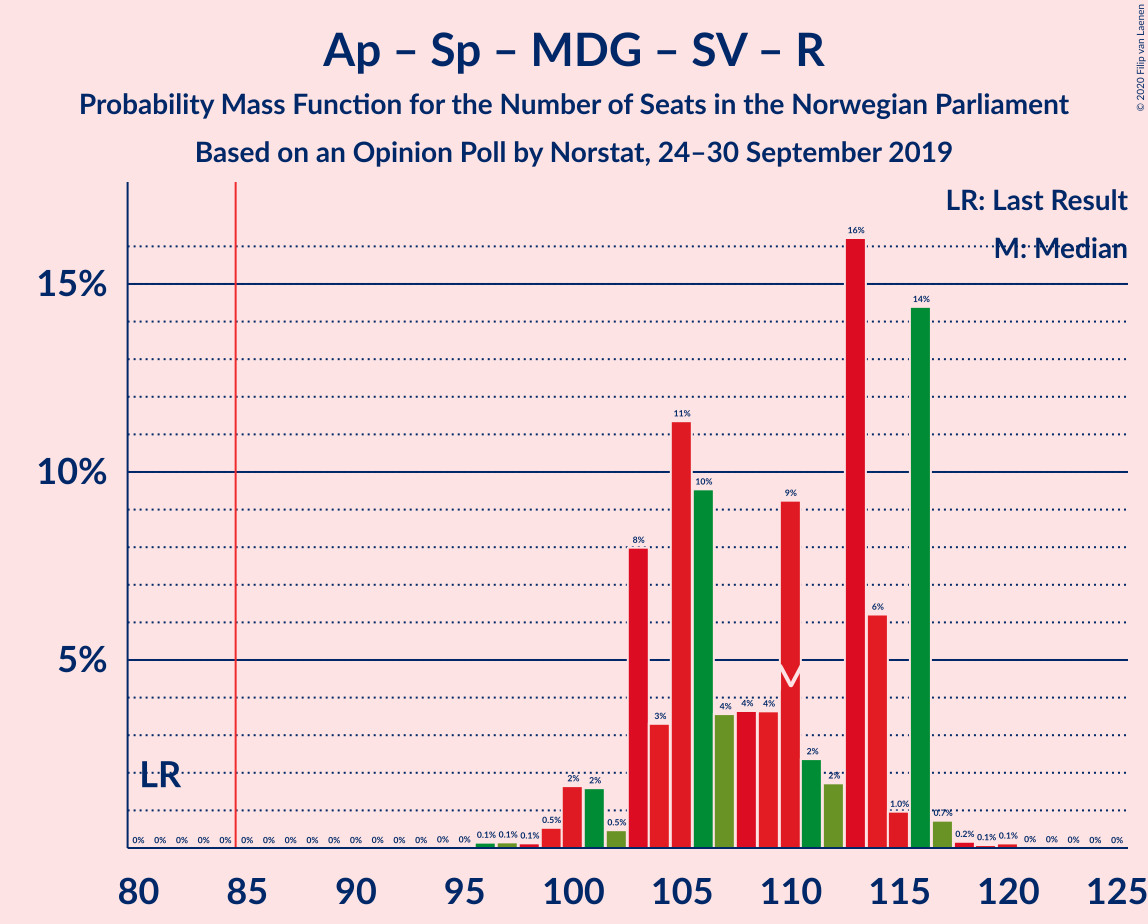 Ap – Sp – MDG – SV – R
Probability Mass Function for the Number of Seats in the Norwegian Parliament
Based on an Opinion Poll by Norstat, 24–30 September 2019
© 2020 Filip van Laenen
LR: Last Result
M: Median
15%
10%
5%
LR
0% 0% 0% 0% 0% 0% 0% 0% 0% 0% 0% 0% 0% 0% 0% 0% 0.1% 0.1% 0.1% 0.5% 2% 2% 0.5% 8% 3% 11% 10% 4% 4% 4% 9% 2% 2% 16% 6% 1.0% 14% 0.7% 0.2% 0.1% 0.1% 0% 0% 0% 0% 0%
80 85 90 95 100 105 110 115 120 125